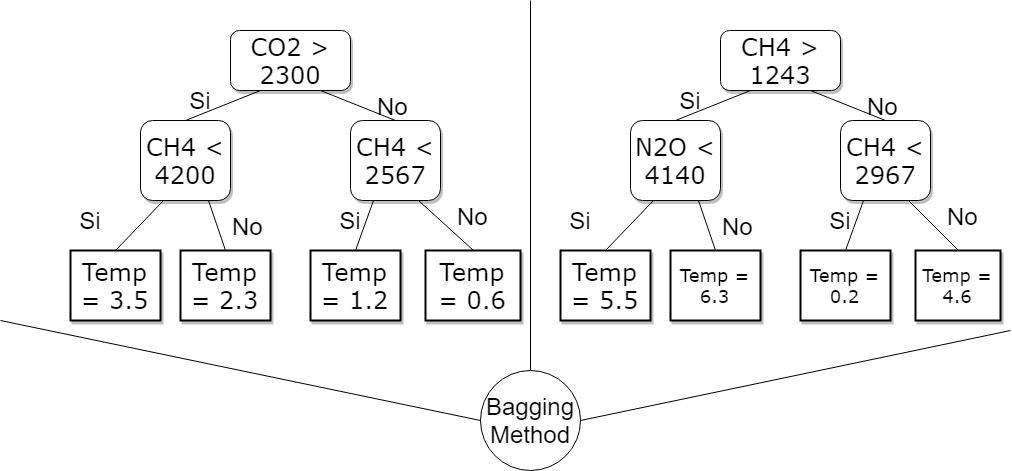 CO2 >
2300
Si
No
CH4 <
4200
CH4 <
2567
Si
No
Si
No
Temp
= 3.5
Temp
= 2.3
Temp
= 1.2
Temp
= 0.6
CH4 >
1243
Si
No
N2O <
4140
CH4 <
2967
Si
No
Si
No
Temp
= 5.5
Temp =
6.3
Temp =
0.2
Temp =
4.6
Bagging
Method